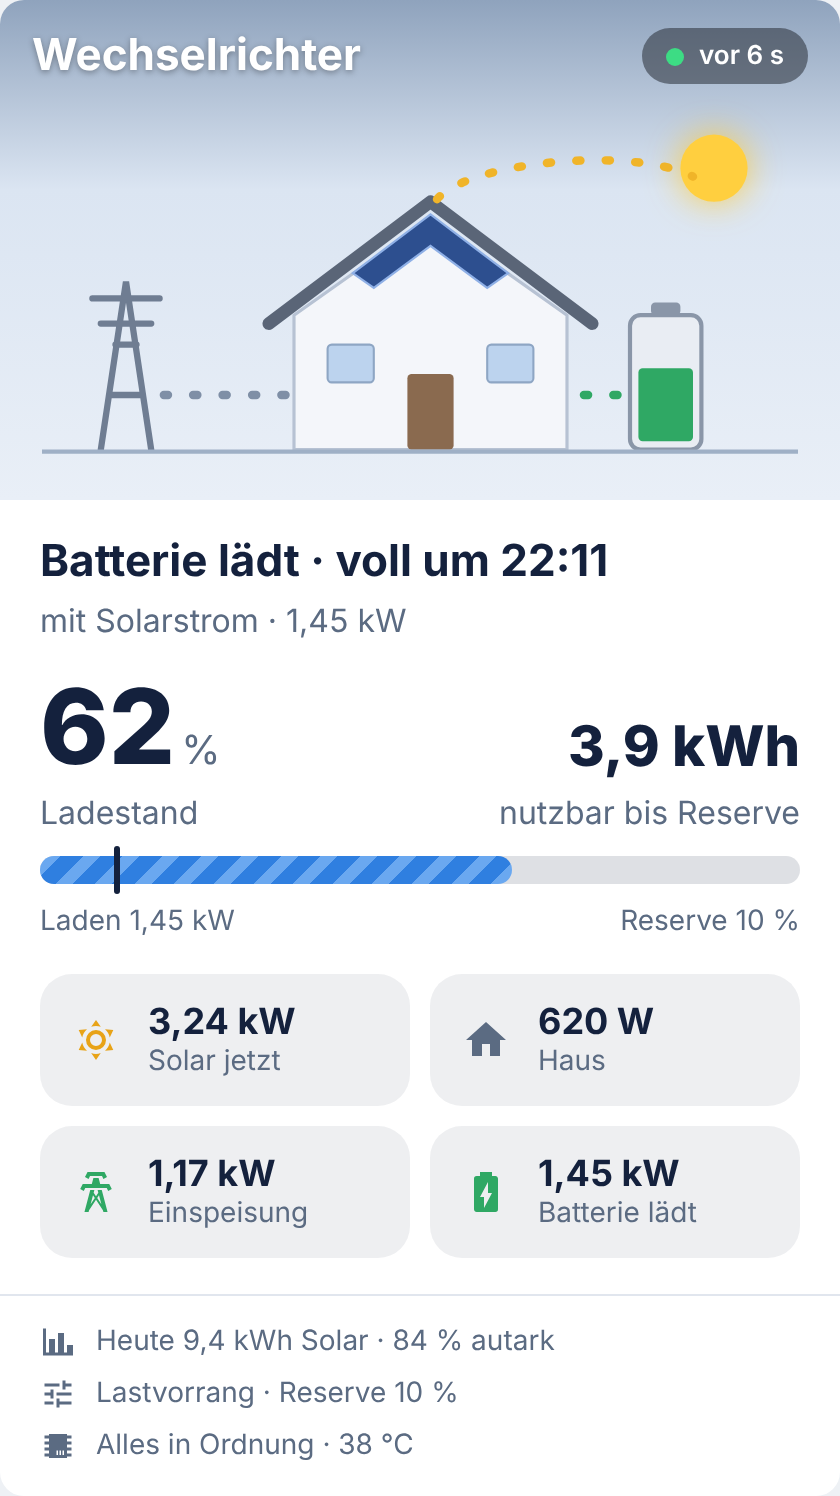 Wechselrichter
vor 6 s
Batterie lädt · voll um 22:11
mit Solarstrom · 1,45 kW
62 %
3,9 kWh
Ladestand
nutzbar bis Reserve
Laden 1,45 kW
Reserve 10 %
3,24 kW
Solar jetzt
620 W
Haus
1,17 kW
Einspeisung
1,45 kW
Batterie lädt
Heute 9,4 kWh Solar · 84 % autark
Lastvorrang · Reserve 10 %
Alles in Ordnung · 38 °C